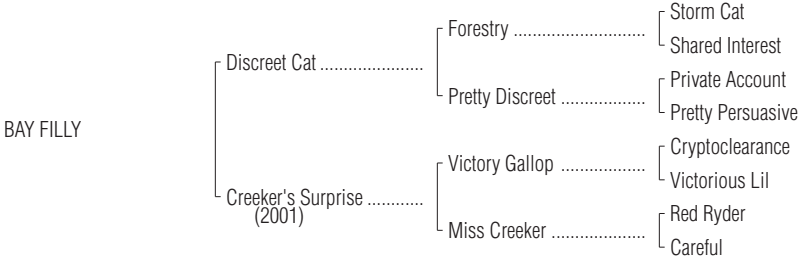 Storm Cat
Forestry ............................
Shared Interest
Discreet Cat ......................
Private Account
Pretty Discreet ..................
Pretty Persuasive
BAY FILLY
Cryptoclearance
Victory Gallop ..................
Victorious Lil
Creeker's Surprise ............
(2001)
Red Ryder
Miss Creeker ....................
Careful